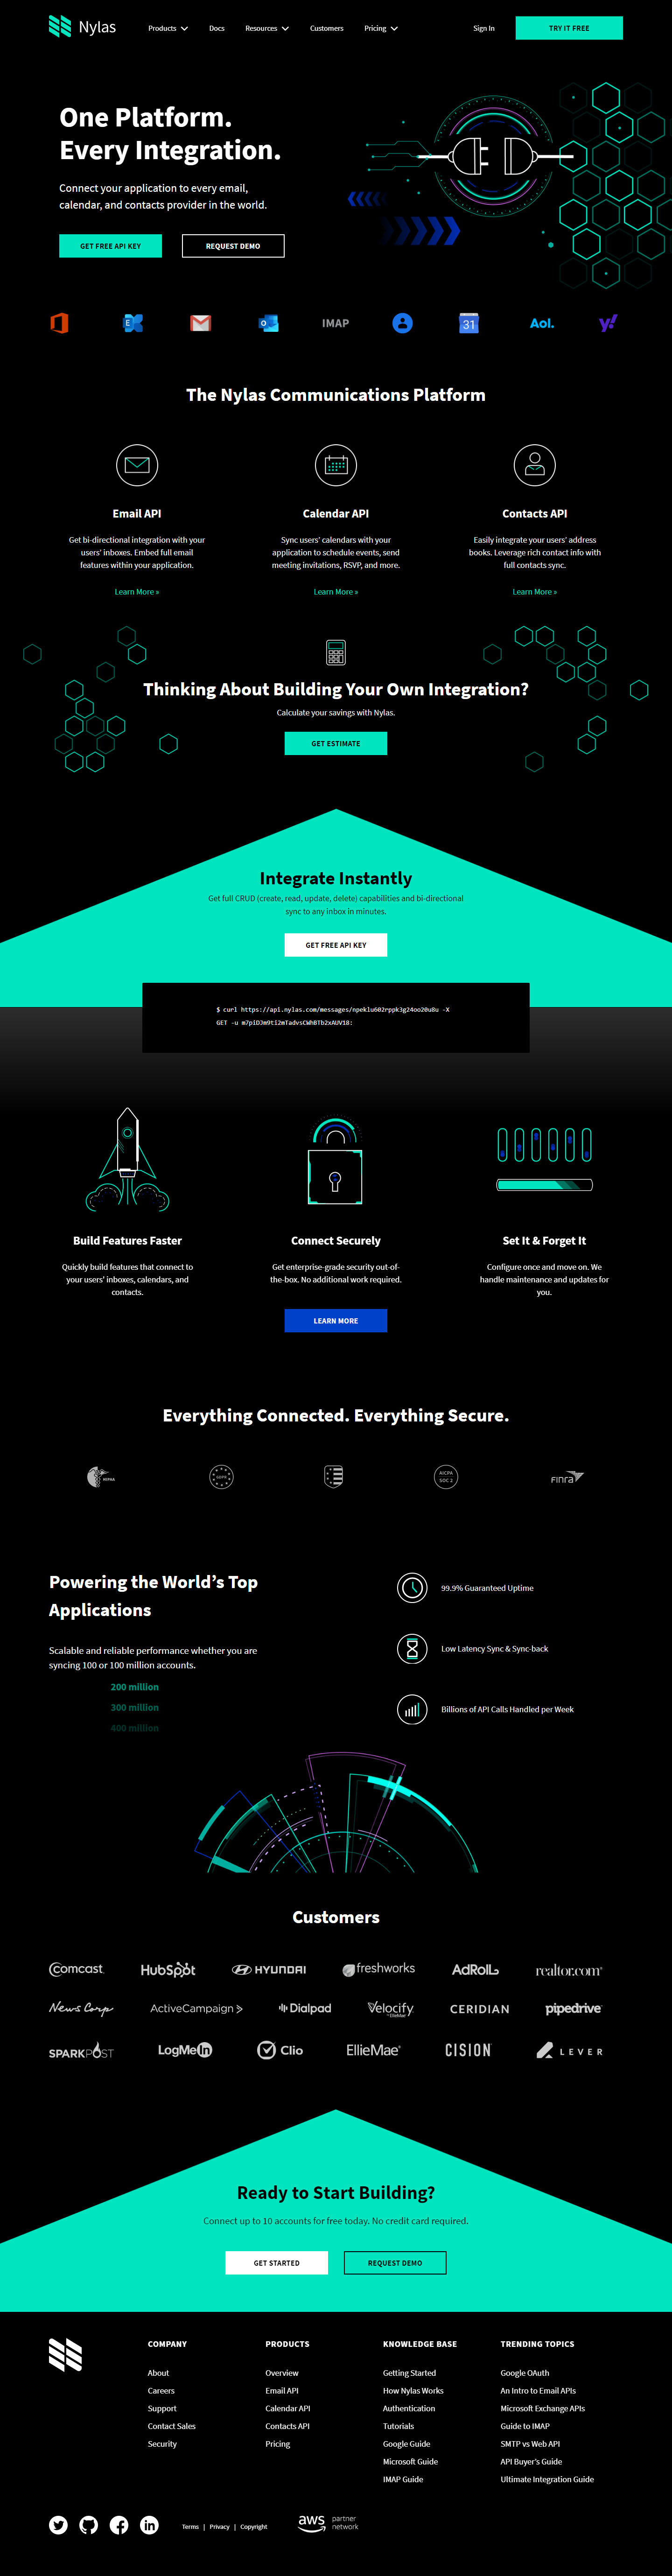 Nylas
Products
Docs
Resources
Customers
Pricing
Sign In
TRY IT FREE
One Platform.
Every Integration.
Connect your application to every email,
calendar, and contacts provider in the world.
GET FREE API KEY
REQUEST DEMO
E
O
IMAP
31
Aol.
y!
The Nylas Communications Platform
Email API
Get bi-directional integration with your
users' inboxes. Embed full email
features within your application.
Learn More »
Calendar API
Sync users' calendars with your
application to schedule events, send
meeting invitations, RSVP, and more.
Learn More »
Contacts API
Easily integrate your users' address
books. Leverage rich contact info with
full contacts sync.
Learn More »
Thinking About Building Your Own Integration?
Calculate your savings with Nylas.
GET ESTIMATE
Integrate Instantly
Get full CRUD (create, read, update, delete) capabilities and bi-directional
sync to any inbox in minutes.
GET FREE API KEY
$ curl https://api.nylas.com/messages/npeklu602rppk3g24oo20u8u -X
GET -u m7piDJm9ti2mTadvsCWhBTb2xAUV18:
Build Features Faster
Quickly build features that connect to
your users' inboxes, calendars, and
contacts.
Connect Securely
Get enterprise-grade security out-of-
the-box. No additional work required.
LEARN MORE
Set It & Forget It
Configure once and move on. We
handle maintenance and updates for
you.
Everything Connected. Everything Secure.
HIPAA
GDPR
AICPA
SOC 2
Finra
Powering the World's Top
Applications
Scalable and reliable performance whether you are
syncing 100 or 100 million accounts.
200 million
300 million
400 million
99.9% Guaranteed Uptime
Low Latency Sync & Sync-back
Billions of API Calls Handled per Week
Customers
Comcast
HubSpot
HYUNDAI
freshworks
AdRoll
realtor.com
News Corp
ActiveCampaign >
Dialpad
Velocify
by EllieMae
CERIDIAN
pipedrive
SPARKPOST
LogMeIn
Clio
EllieMae
CISION
LEVER
Ready to Start Building?
Connect up to 10 accounts for free today. No credit card required.
GET STARTED
REQUEST DEMO
COMPANY
About
Careers
Support
Contact Sales
Security
PRODUCTS
Overview
Email API
Calendar API
Contacts API
Pricing
KNOWLEDGE BASE
Getting Started
How Nylas Works
Authentication
Tutorials
Google Guide
Microsoft Guide
IMAP Guide
TRENDING TOPICS
Google OAuth
An Intro to Email APIs
Microsoft Exchange APIs
Guide to IMAP
SMTP vs Web API
API Buyer's Guide
Ultimate Integration Guide
Terms | Privacy | Copyright
aws partner
network